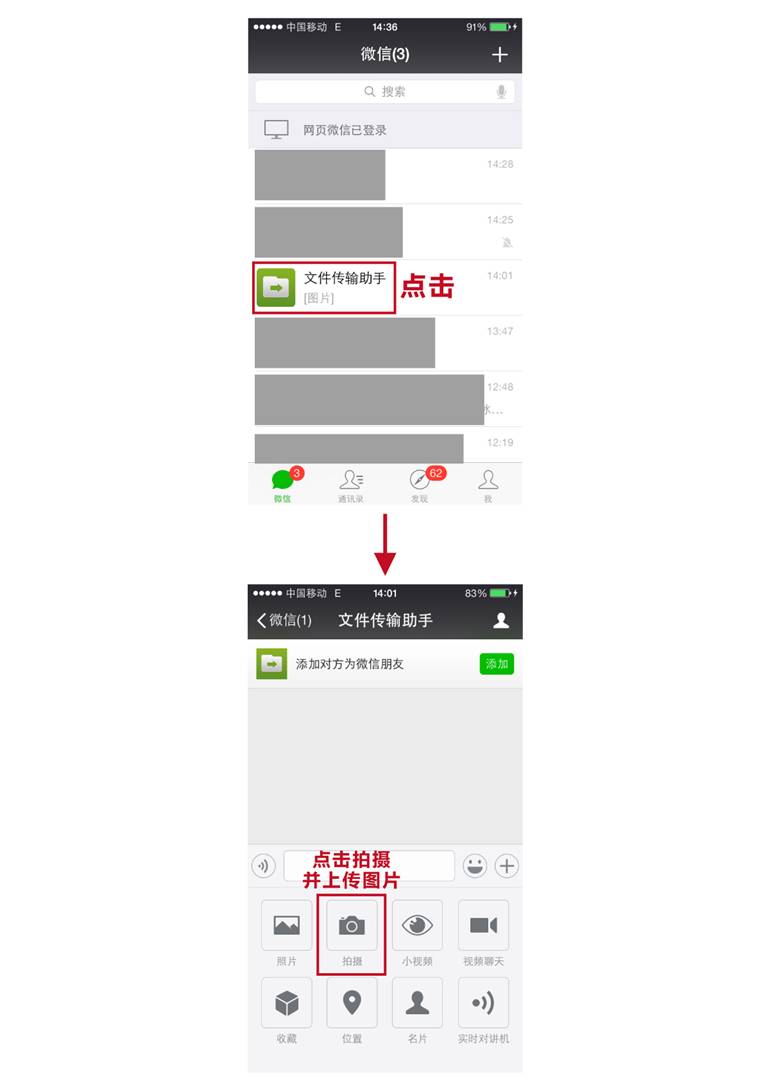 中国移动 E 14:36 91%
微信(3)
搜索
网页微信已登录
14:28
14:25
文件传输助手 14:01
[图片]
点击
13:47
12:48
12:19
3 62
微信 通讯录 发现 我
中国移动 E 14:01 83%
微信(1) 文件传输助手
添加对方为微信朋友 添加
点击拍摄
并上传图片
照片 拍摄 小视频 视频聊天
收藏 位置 名片 实时对讲机